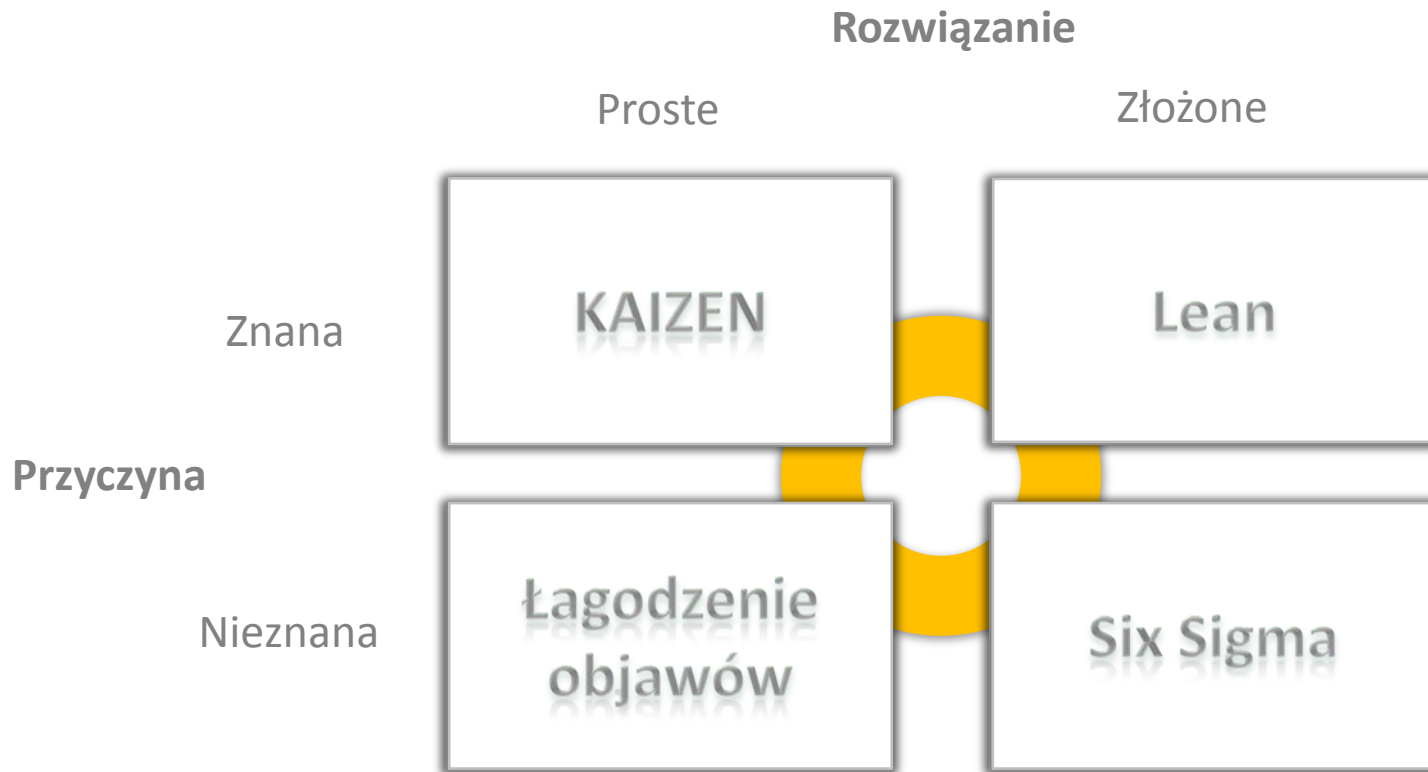 Rozwiązanie
Proste
Złożone
Znana
KAIZEN
Lean
Przyczyna
Nieznana
Łagodzenie
objawów
Six Sigma